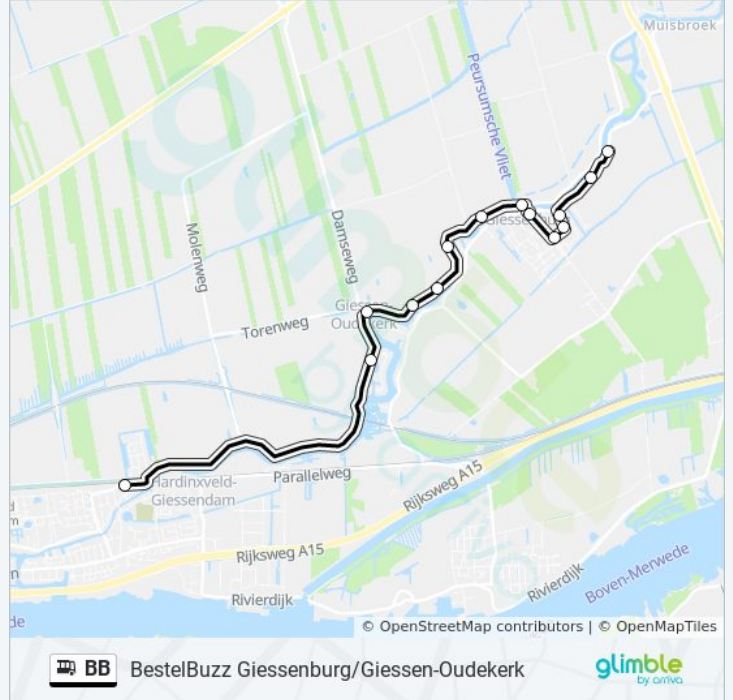 Muisbroek
Peursumsche Vliet
Molenweg
Damseweg
Giessen-
Oudekerk
Torenweg
Hardinxveld-
Giessendam
Parallelweg
Rijksweg A15
Rijksweg A15
Rivierdijk
Rivierdijk
Boven-Merwede
de
© OpenStreetMap contributors | © OpenMapTiles
BB BestelBuzz Giessenburg/Giessen-Oudekerk
glimble
by arriva